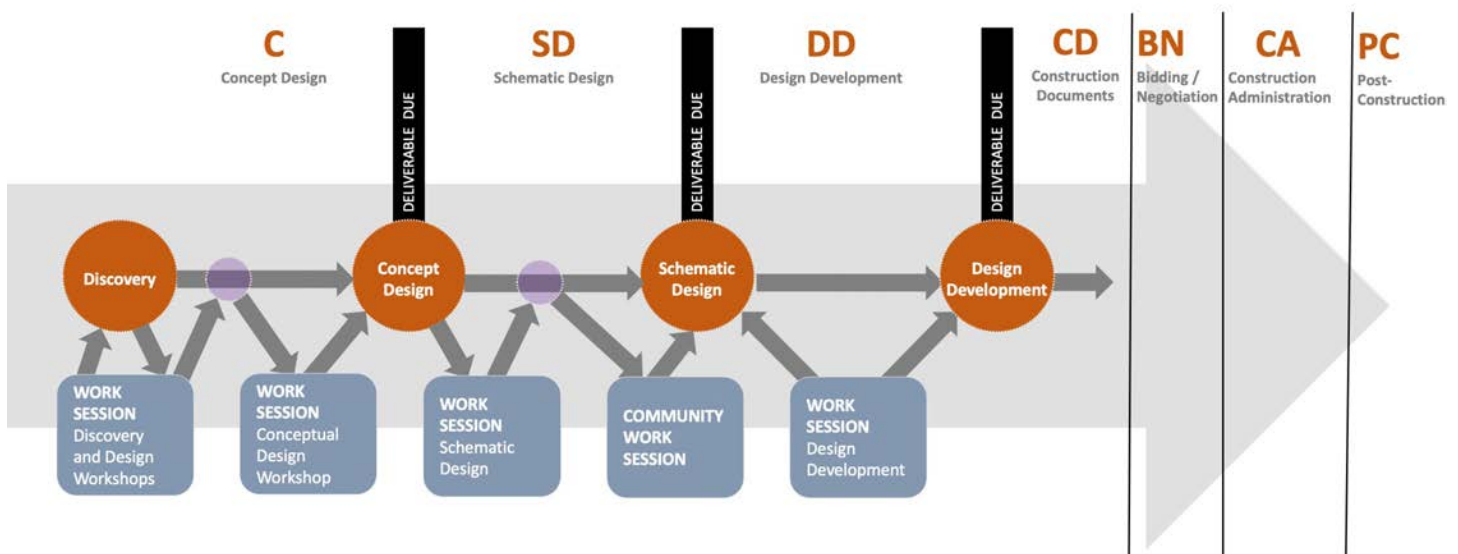 C
Concept Design
SD
Schematic Design
DD
Design Development
CD
Construction
Documents
BN
Bidding /
Negotiation
CA
Construction
Administration
PC
Post-
Construction
DELIVERABLE DUE
DELIVERABLE DUE
DELIVERABLE DUE
Discovery
Concept
Design
Schematic
Design
Design
Development
WORK
SESSION
Discovery
and Design
Workshops
WORK
SESSION
Conceptual
Design
Workshop
WORK
SESSION
Schematic
Design
COMMUNITY
WORK
SESSION
WORK
SESSION
Design
Development